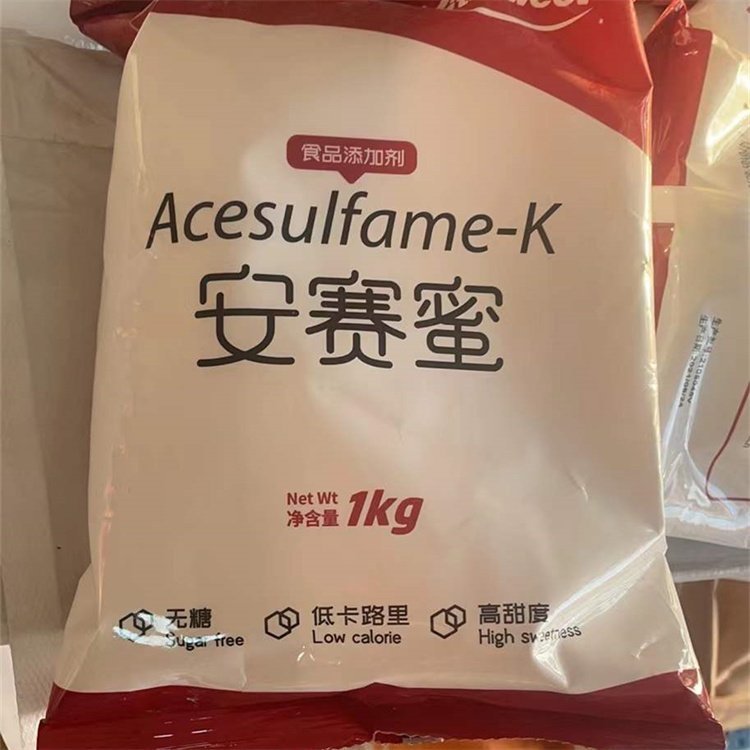 食品添加剂
Acesulfame-K
安赛蜜
Net Wt
净含量 1kg
无糖
Sugar free
低卡路里
Low calorie
高甜度
High sweetness